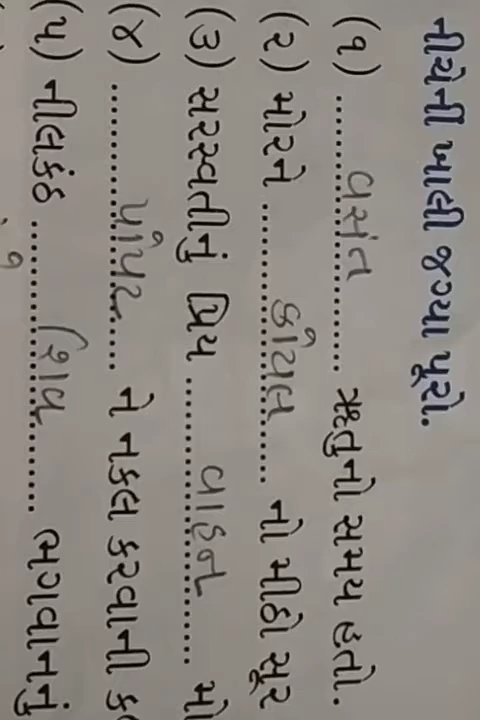 નીચેની ખાલી જગ્યા પૂરો.
(૧) ......વસંત...... ઋતુનો સમય હતો.
(૨) મોરને ......કોયલ...... નો મીઠો સૂર
(૩) સરસ્વતીનું પ્રિય ......વાહન...... મો
(૪) ......પોપટ...... ને નકલ કરવાની ક
(૫) નીલકંઠ ......શિવ...... ભગવાનનું